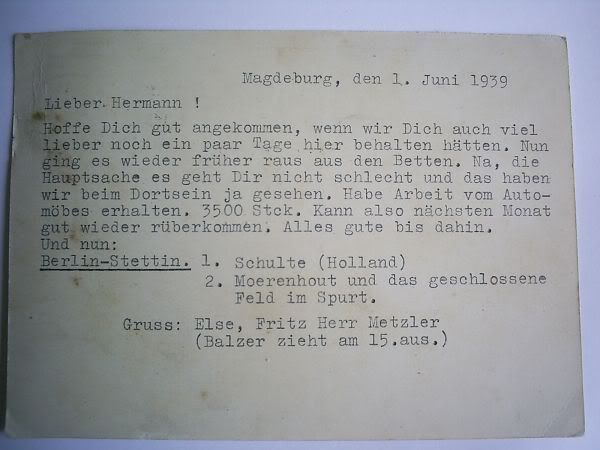 Magdeburg, den 1. Juni 1939
Lieber Hermann !
Hoffe Dich gut angekommen, wenn wir Dich auch viel
lieber noch ein paar Tage hier behalten hätten. Nun
ging es wieder früher raus aus den Betten. Na, die
Hauptsache es geht Dir nicht schlecht und das haben
wir beim Dortsein ja gesehen. Habe Arbeit vom Auto-
möbes erhalten. 3500 Stck. Kann also nächsten Monat
gut wieder rüberkommen. Alles gute bis dahin.
Und nun:
Berlin-Stettin. 1. Schulte (Holland)
2. Moerenhout und das geschlossene
Feld im Spurt.
Gruss: Else, Fritz Herr Metzler
(Balzer zieht am 15.aus.)